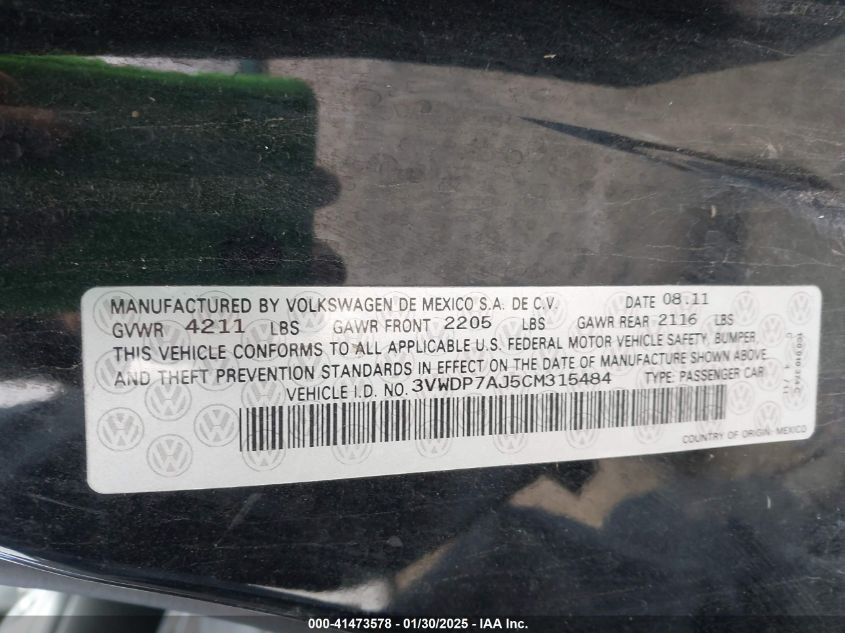 MANUFACTURED BY VOLKSWAGEN DE MEXICO S.A. DE C.V. DATE 08.11
GVWR 4211 LBS GAWR FRONT 2205 LBS GAWR REAR 2116 LBS
THIS VEHICLE CONFORMS TO ALL APPLICABLE U.S. FEDERAL MOTOR VEHICLE SAFETY, BUMPER,
AND THEFT PREVENTION STANDARDS IN EFFECT ON THE DATE OF MANUFACTURE SHOWN ABOVE.
VEHICLE I.D. NO. 3VWDP7AJ5CM315484 TYPE: PASSENGER CAR
COUNTRY OF ORIGIN: MEXICO
000-41473578 - 01/30/2025 - IAA Inc.